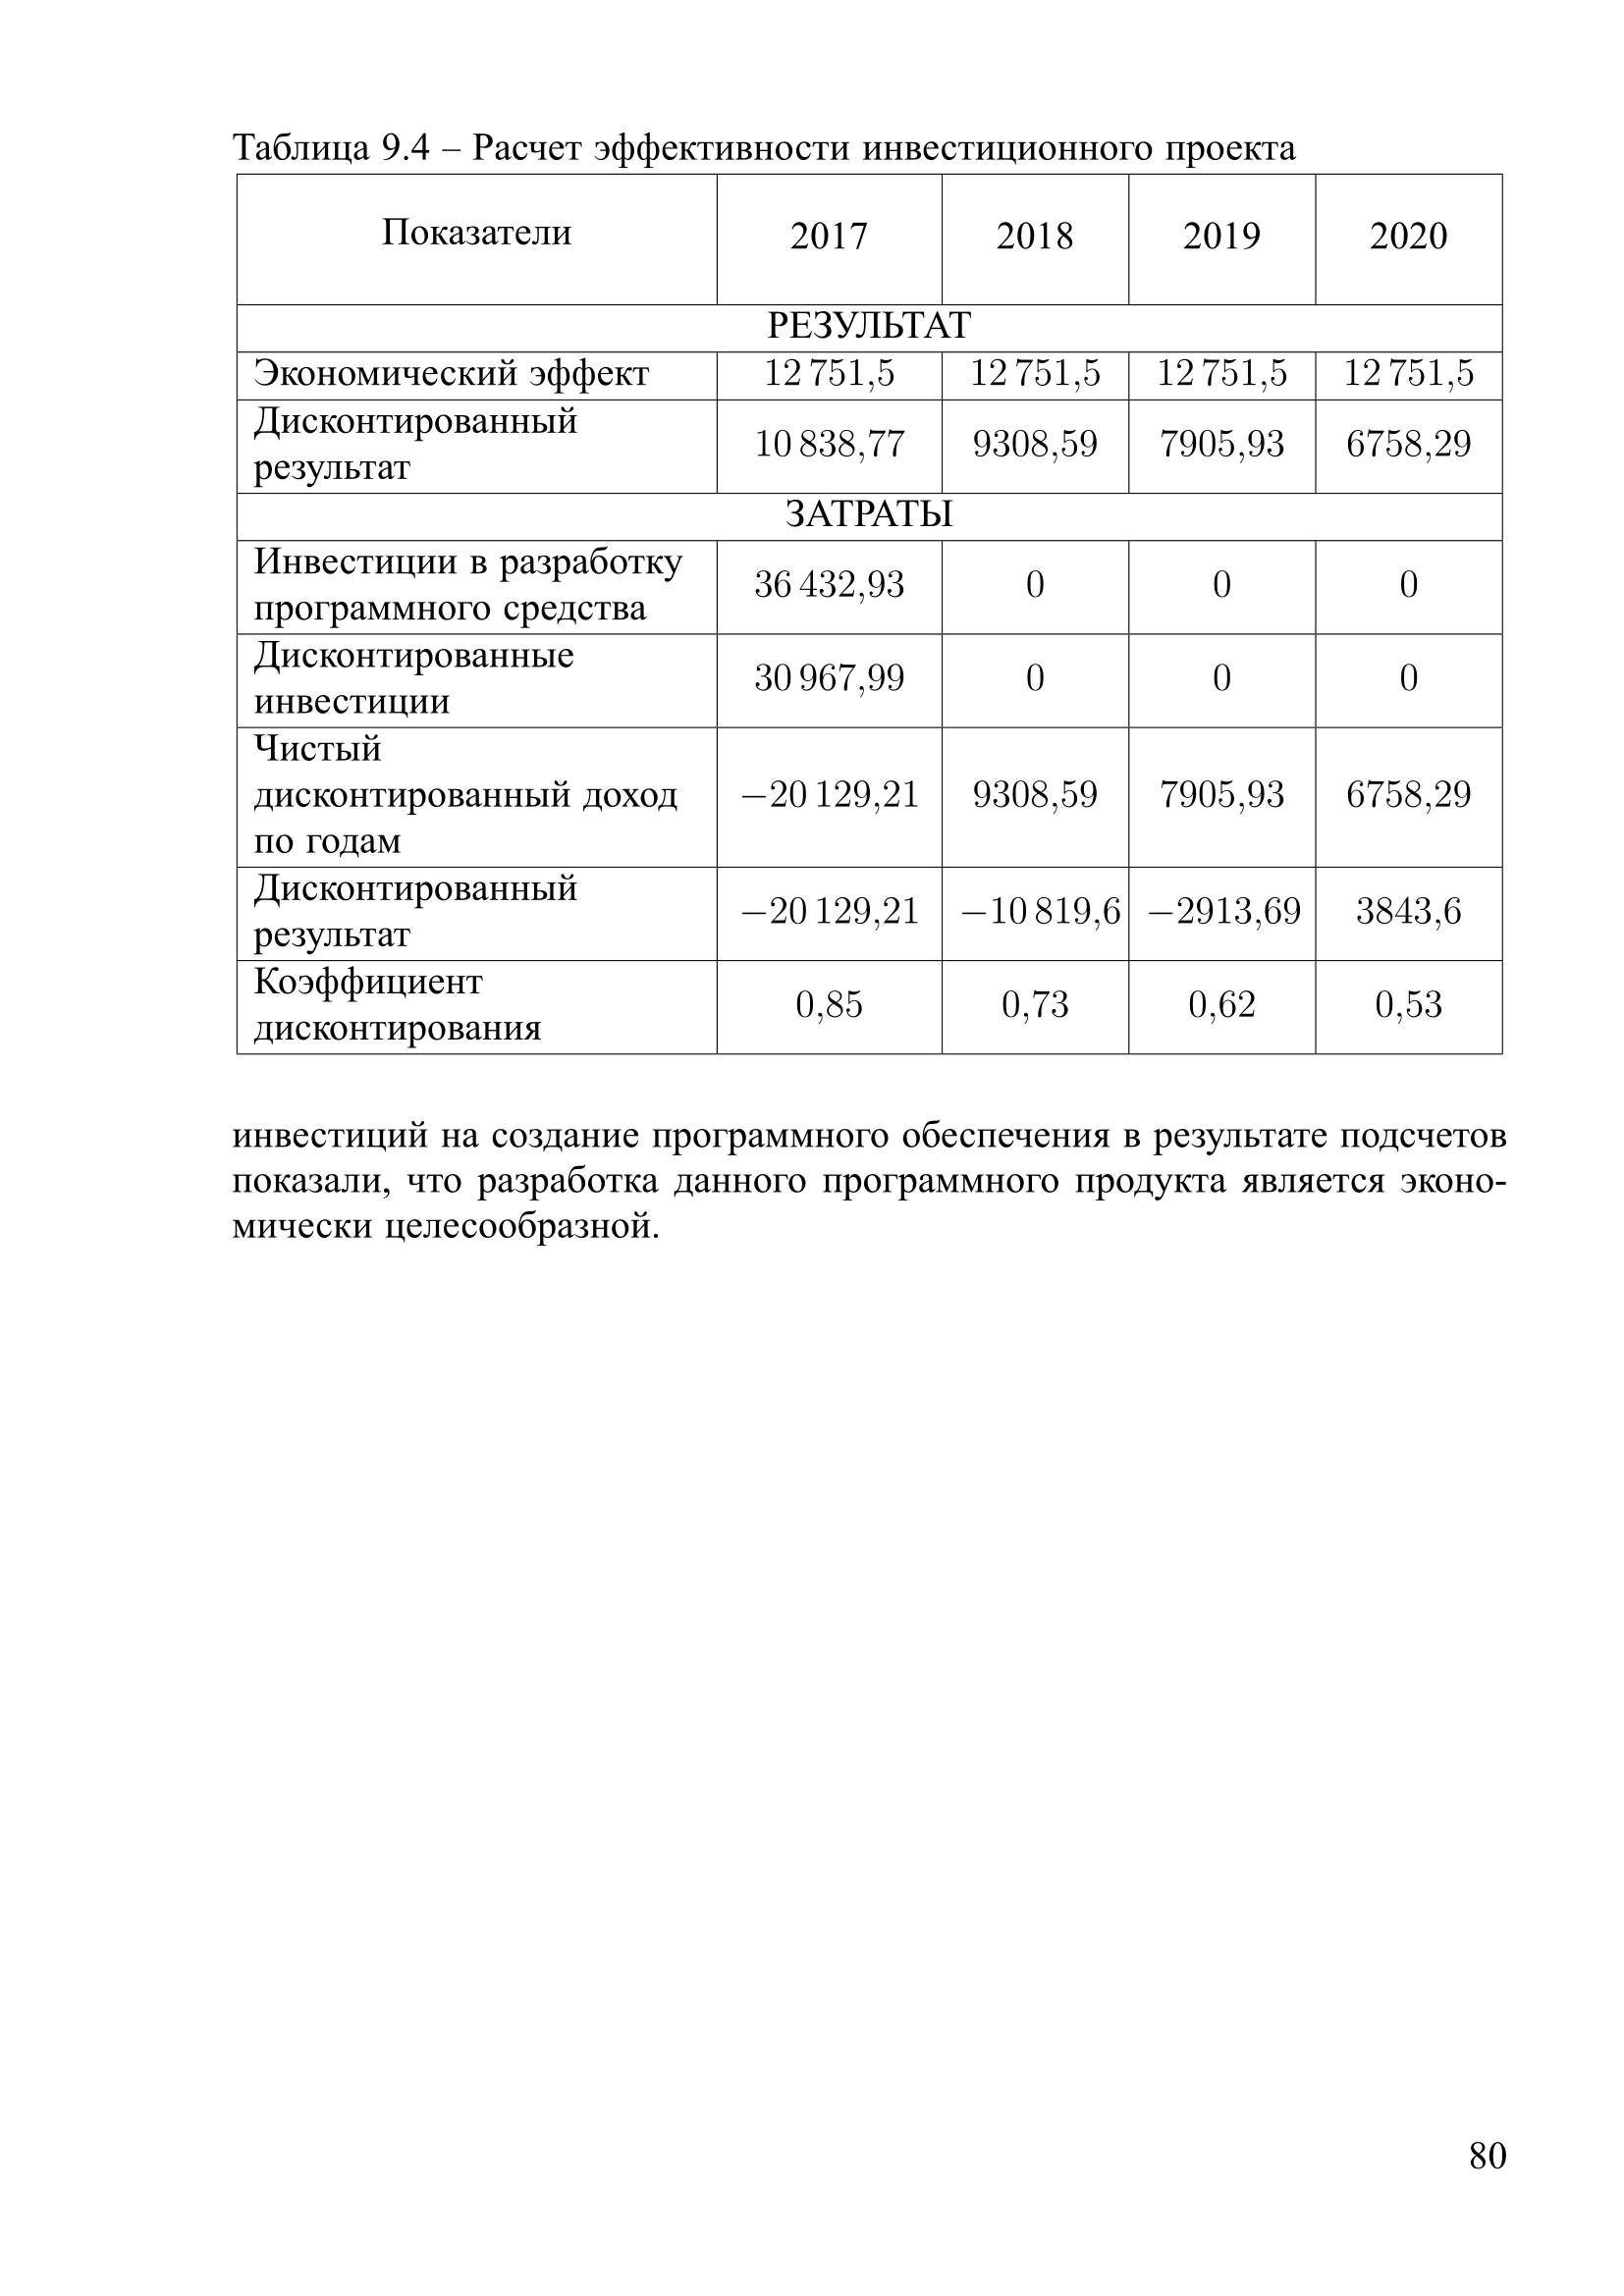 Таблица 9.4 – Расчет эффективности инвестиционного проекта
Показатели 2017 2018 2019 2020
РЕЗУЛЬТАТ
Экономический эффект 12 751,5 12 751,5 12 751,5 12 751,5
Дисконтированный
результат 10 838,77 9308,59 7905,93 6758,29
ЗАТРАТЫ
Инвестиции в разработку
программного средства 36 432,93 0 0 0
Дисконтированные
инвестиции 30 967,99 0 0 0
Чистый
дисконтированный доход −20 129,21 9308,59 7905,93 6758,29
по годам
Дисконтированный
результат −20 129,21 −10 819,6 −2913,69 3843,6
Коэффициент
дисконтирования 0,85 0,73 0,62 0,53
инвестиций на создание программного обеспечения в результате подсчетов
показали, что разработка данного программного продукта является эконо-
мически целесообразной.
80